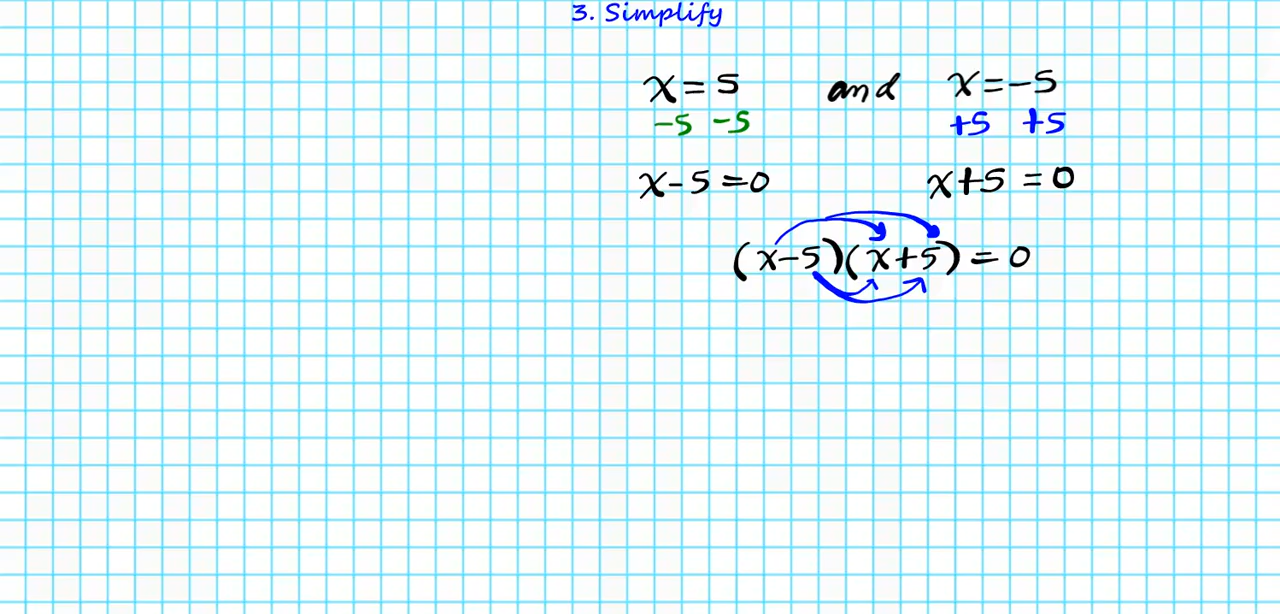 3. Simplify
x = 5 and x = -5
-5 -5 +5 +5
x - 5 = 0 x + 5 = 0
(x - 5)(x + 5) = 0